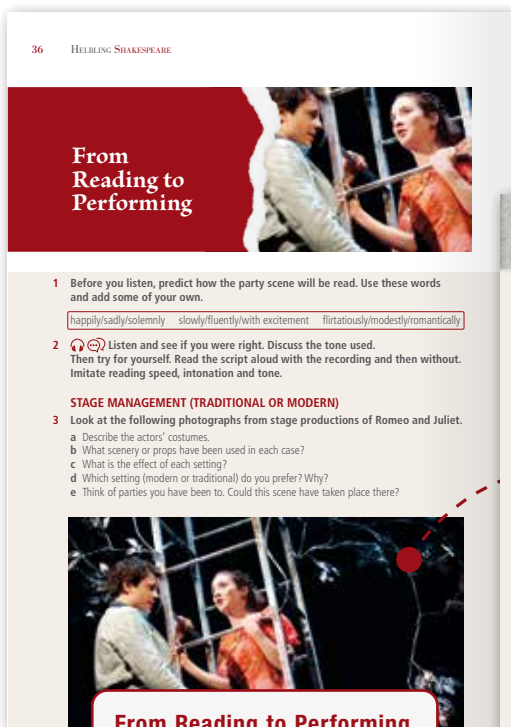 36 HELBLING SHAKESPEARE
From
Reading to
Performing
1 Before you listen, predict how the party scene will be read. Use these words
and add some of your own.
happily/sadly/solemnly slowly/fluently/with excitement flirtatiously/modestly/romantically
2 Listen and see if you were right. Discuss the tone used.
Then try for yourself. Read the script aloud with the recording and then without.
Imitate reading speed, intonation and tone.
STAGE MANAGEMENT (TRADITIONAL OR MODERN)
3 Look at the following photographs from stage productions of Romeo and Juliet.
a Describe the actors' costumes.
b What scenery or props have been used in each case?
c What is the effect of each setting?
d Which setting (modern or traditional) do you prefer? Why?
e Think of parties you have been to. Could this scene have taken place there?
From Reading to Performing